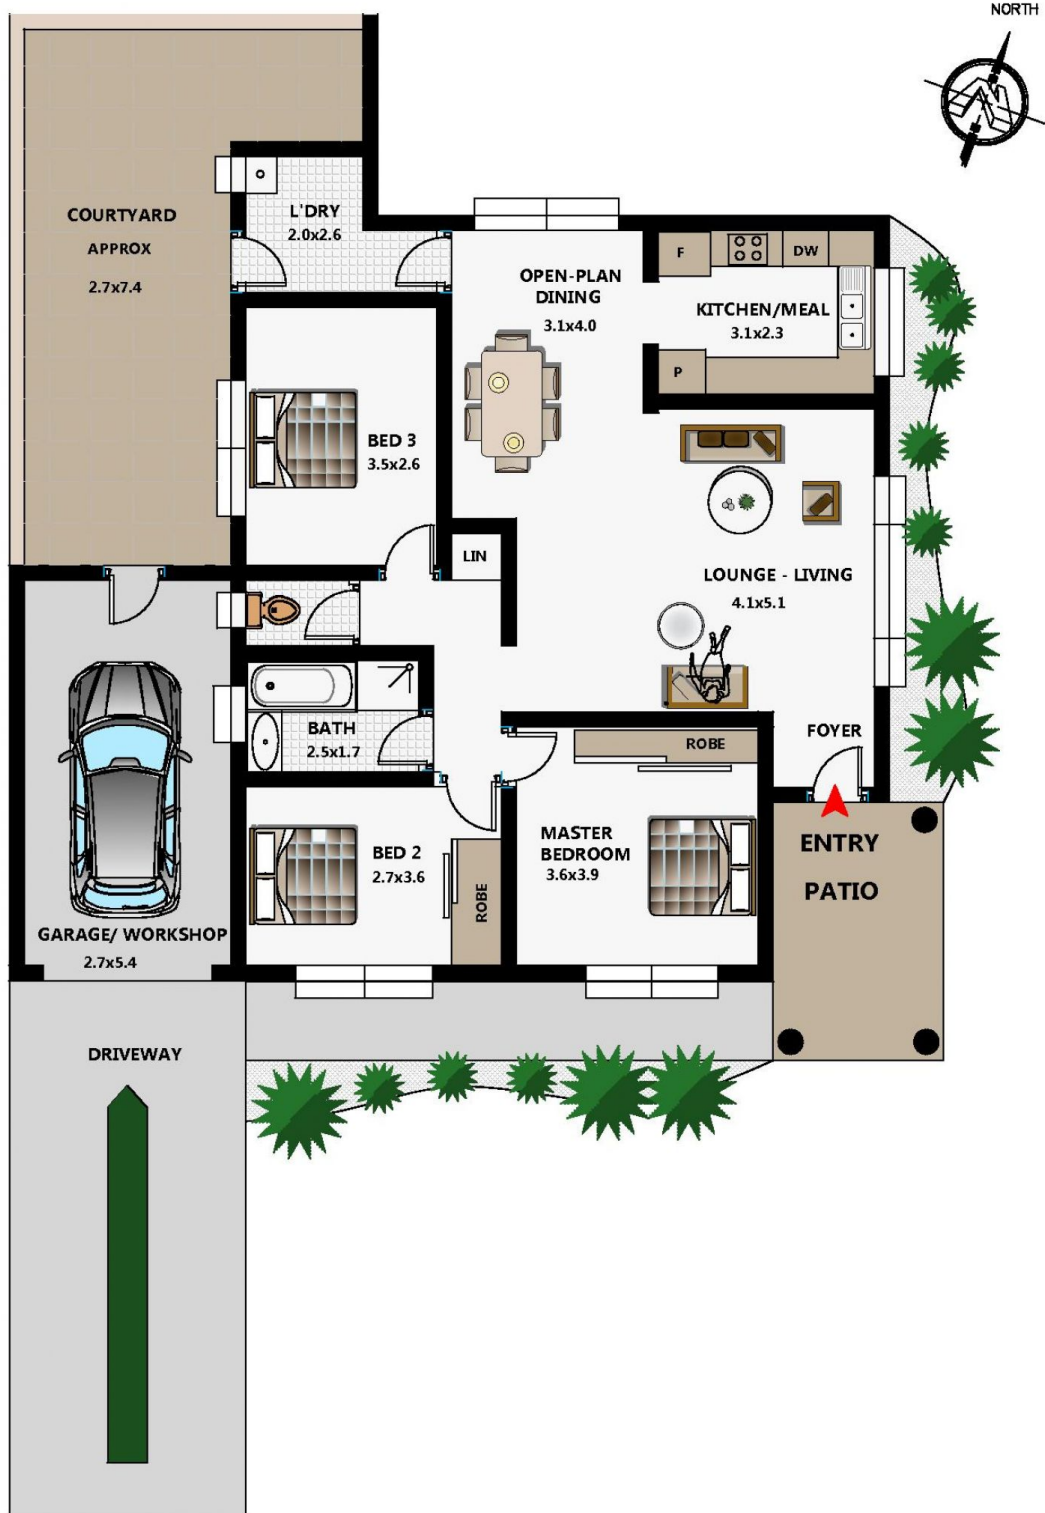 NORTH
COURTYARD
APPROX
2.7x7.4
L'DRY
2.0x2.6
OPEN-PLAN
DINING
3.1x4.0
F
DW
KITCHEN/MEAL
3.1x2.3
P
BED 3
3.5x2.6
LIN
LOUNGE - LIVING
4.1x5.1
BATH
2.5x1.7
FOYER
ROBE
MASTER
BEDROOM
3.6x3.9
BED 2
2.7x3.6
ROBE
ENTRY
PATIO
GARAGE/ WORKSHOP
2.7x5.4
DRIVEWAY